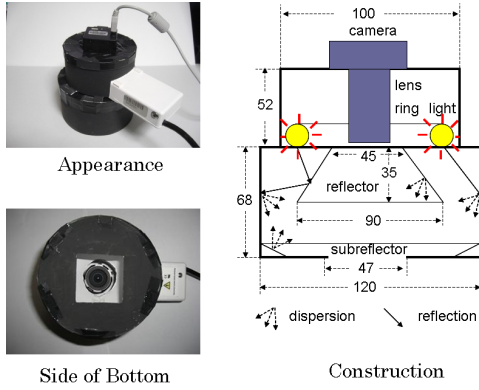 Appearance
Side of Bottom
100
camera
52
lens
ring light
45
35
68
reflector
90
subreflector
47
120
dispersion
reflection
Construction